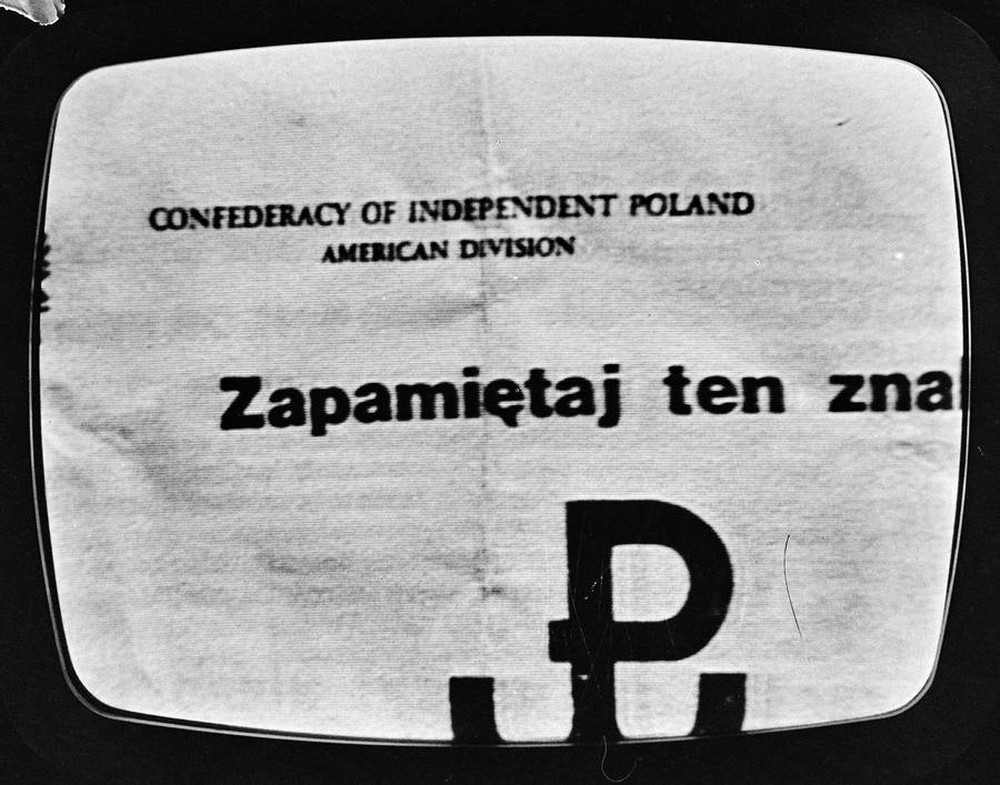 CONFEDERACY OF INDEPENDENT POLAND
AMERICAN DIVISION
Zapamiętaj ten zna
P